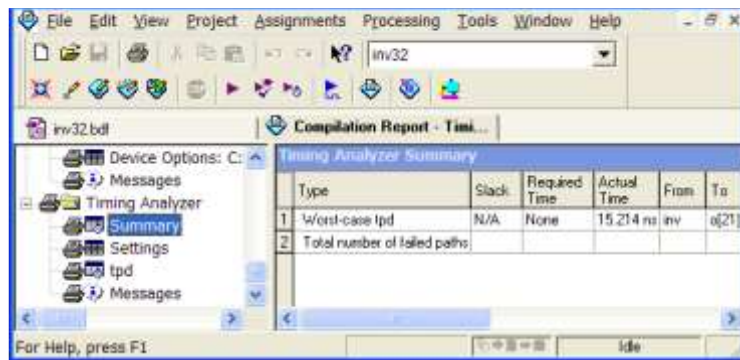 File Edit View Project Assignments Processing Tools Window Help
inv32
inv32.bdf
Compilation Report - Timi...
Device Options: C:
Messages
Timing Analyzer
Summary
Settings
tpd
Messages
Timing Analyzer Summary
Type Slack Required Time Actual Time From To
1 Worst-case tpd N/A None 15.214 ns inv o[21]
2 Total number of failed paths
For Help, press F1
Idle